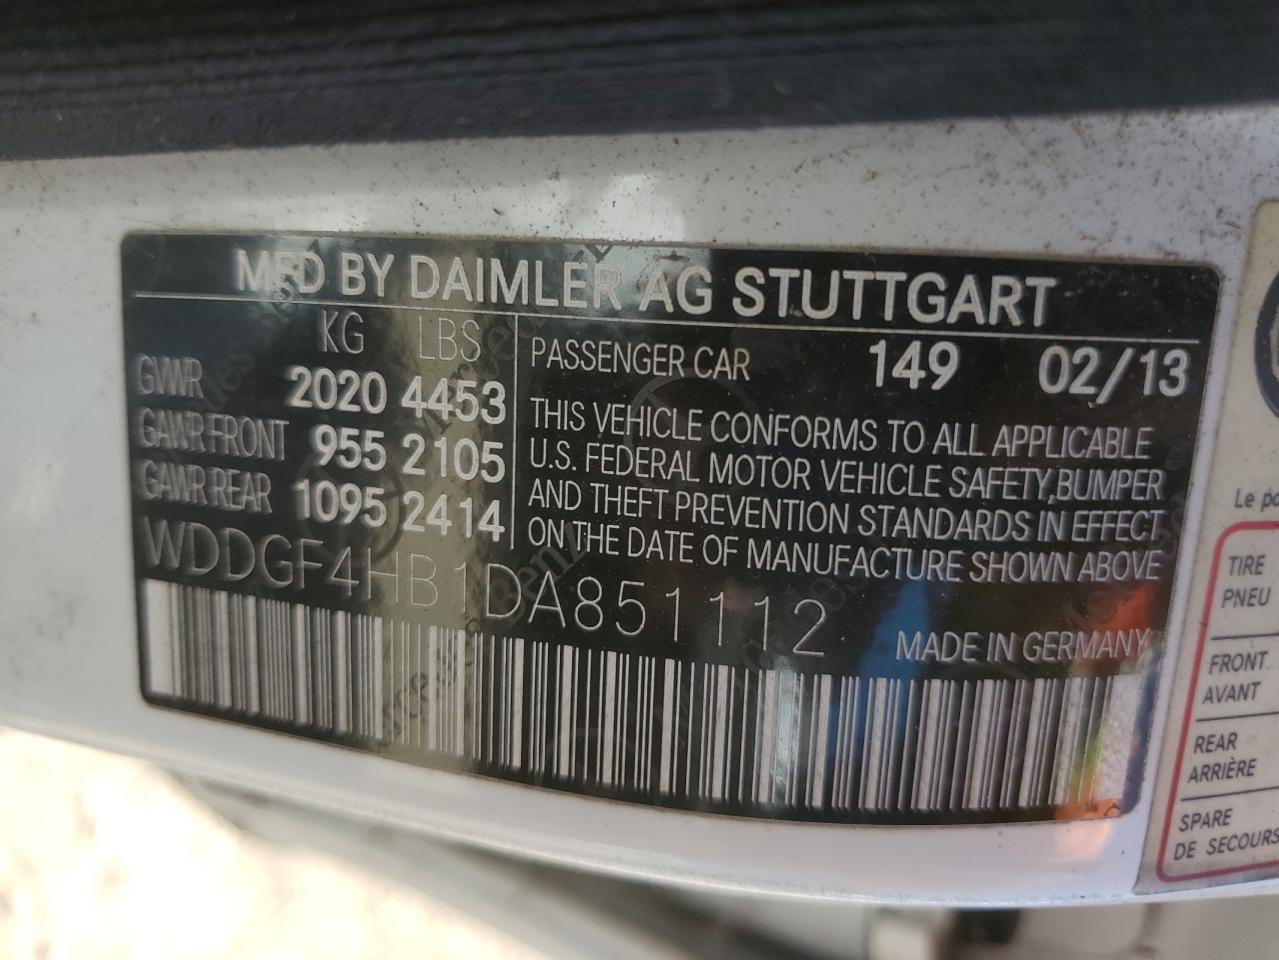 MFD BY DAIMLER AG STUTTGART
KG LBS
GVWR 2020 4453
GAWR FRONT 955 2105
GAWR REAR 1095 2414
PASSENGER CAR 149 02/13
THIS VEHICLE CONFORMS TO ALL APPLICABLE
U.S. FEDERAL MOTOR VEHICLE SAFETY,BUMPER
AND THEFT PREVENTION STANDARDS IN EFFECT
ON THE DATE OF MANUFACTURE SHOWN ABOVE
WDDGF4HB1DA851112
MADE IN GERMANY
Le
TIRE
PNEU
FRONT
AVANT
REAR
ARRIÈRE
SPARE
DE SECOURS